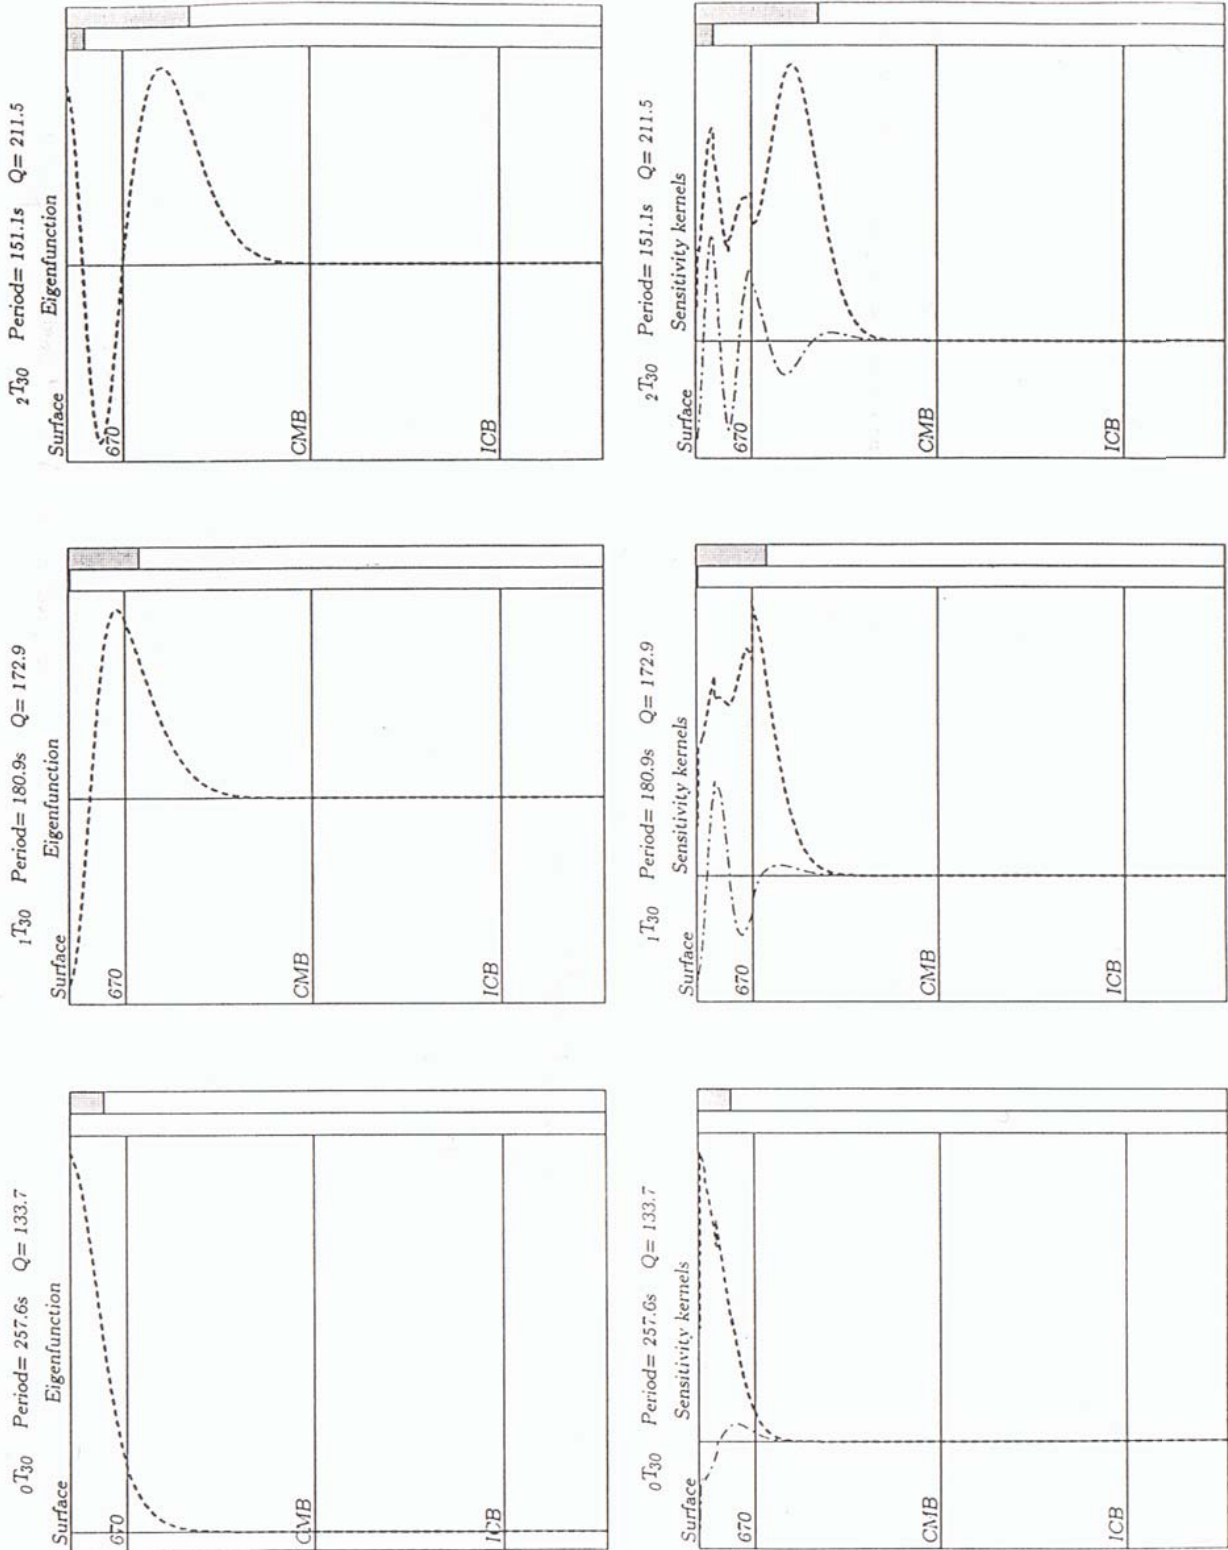 ₀T₃₀ Period= 257.6s Q= 133.7
Surface Eigenfunction
670
CMB
ICB
₁T₃₀ Period= 180.9s Q= 172.9
Surface Eigenfunction
670
CMB
ICB
₂T₃₀ Period= 151.1s Q= 211.5
Surface Eigenfunction
670
CMB
ICB
₀T₃₀ Period= 257.6s Q= 133.7
Surface Sensitivity kernels
670
CMB
ICB
₁T₃₀ Period= 180.9s Q= 172.9
Surface Sensitivity kernels
670
CMB
ICB
₂T₃₀ Period= 151.1s Q= 211.5
Surface Sensitivity kernels
670
CMB
ICB